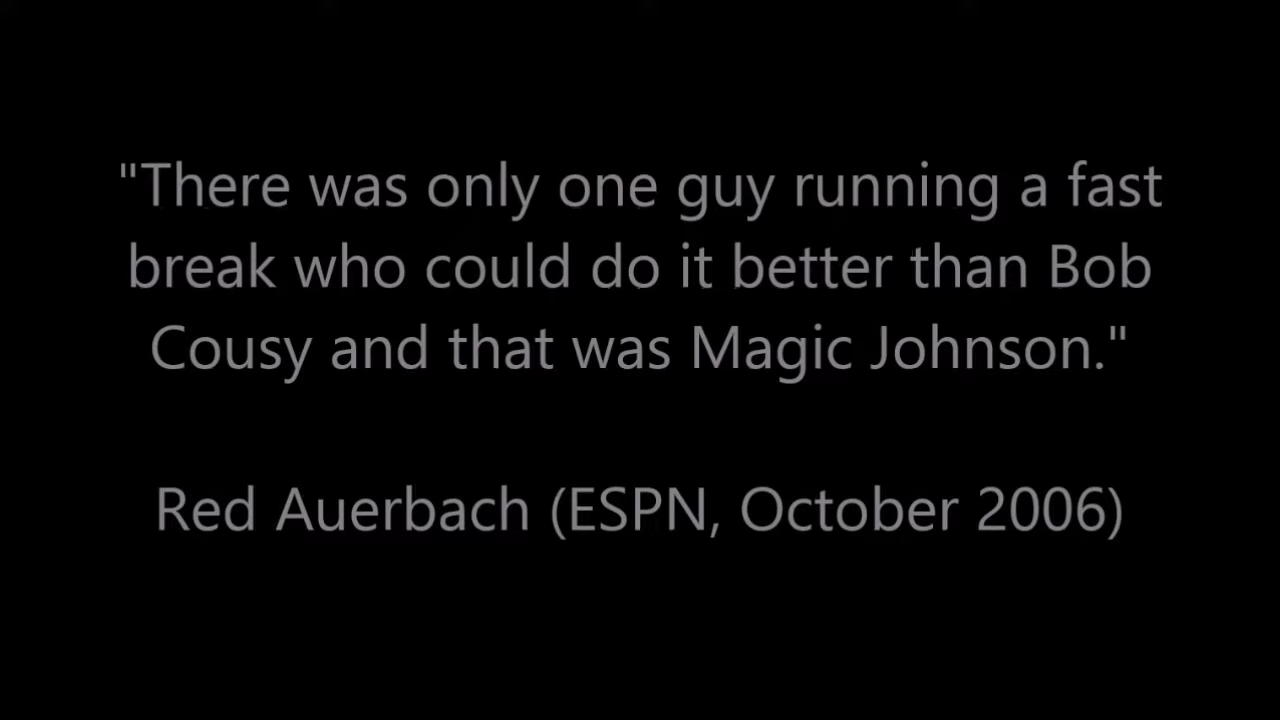 "There was only one guy running a fast
break who could do it better than Bob
Cousy and that was Magic Johnson."
Red Auerbach (ESPN, October 2006)